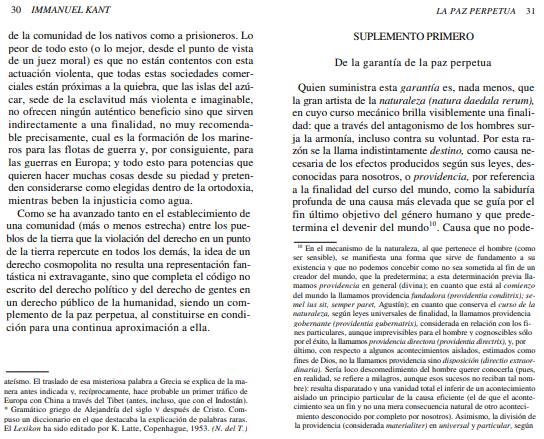 30 IMMANUEL KANT
de la comunidad de los nativos como a prisioneros. Lo
peor de todo esto (o lo mejor, desde el punto de vista
de un juez moral) es que no están contentos con esta
actuación violenta, que todas estas sociedades comer-
ciales están próximas a la quiebra, que las islas del azú-
car, sede de la esclavitud más violenta e imaginable,
no ofrecen ningún auténtico beneficio sino que sirven
indirectamente a una finalidad, no muy recomenda-
ble precisamente, cual es la formación de los marine-
ros para las flotas de guerra y, por consiguiente, para
las guerras en Europa; y todo esto para potencias que
quieren hacer muchas cosas desde su piedad y preten-
den considerarse como elegidas dentro de la ortodoxia,
mientras beben la injusticia como agua.
Como se ha avanzado tanto en el establecimiento de
una comunidad (más o menos estrecha) entre los pue-
blos de la tierra que la violación del derecho en un punto
de la tierra repercute en todos los demás, la idea de un
derecho cosmopolita no resulta una representación fan-
tástica ni extravagante, sino que completa el código no
escrito del derecho político y del derecho de gentes en
un derecho público de la humanidad, siendo un com-
plemento de la paz perpetua, al constituirse en condi-
ción para una continua aproximación a ella.
ateísmo. El traslado de esa misteriosa palabra a Grecia se explica de la ma-
nera antes indicada y, recíprocamente, hace probable un primer tráfico de
Europa con China a través del Tibet (antes, incluso, que con el Indostán).
* Gramático griego de Alejandría del siglo V después de Cristo. Com-
puso un diccionario en el que destacaba la explicación de palabras raras.
El Lexikon ha sido editado por K. Latte, Copenhague, 1953. (N. del T.)
LA PAZ PERPETUA 31
SUPLEMENTO PRIMERO
De la garantía de la paz perpetua
Quien suministra esta garantía es, nada menos, que
la gran artista de la naturaleza (natura daedala rerum),
en cuyo curso mecánico brilla visiblemente una finali-
dad: que a través del antagonismo de los hombres sur-
ja la armonía, incluso contra su voluntad. Por esta ra-
zón se la llama indistintamente destino, como causa ne-
cesaria de los efectos producidos según sus leyes, des-
conocidas para nosotros, o providencia, por referencia
a la finalidad del curso del mundo, como la sabiduría
profunda de una causa más elevada que se guía por el
fin último objetivo del género humano y que prede-
termina el devenir del mundo10. Causa que no pode-
10 En el mecanismo de la naturaleza, al que pertenece el hombre (como
ser sensible), se manifiesta una forma que sirve de fundamento a su
existencia y que no podemos concebir como no sea sometida al fin de un
creador del mundo, que la predetermina; a esta determinación previa lla-
mamos providencia en general (divina); en cuanto que está al comienzo
del mundo la llamamos providencia fundadora (providentia conditrix; se-
mel ius sit, semper paret, Agustín); en cuanto que conserva el curso de la
naturaleza, según leyes universales de finalidad, la llamamos providencia
gobernante (providentia gubernatrix), considerada en relación con los fi-
nes particulares, aunque imprevisibles para el hombre y cognoscibles sólo
por el éxito, la llamamos providencia directora (providentia directrix), y, por
último, con respecto a algunos acontecimientos aislados, estimados como
fines de Dios, no la llamamos providencia sino disposición (directio extraor-
dinaria). Sería loco descomedimiento del hombre querer conocerla (pues,
en realidad, se refiere a milagros, aunque esos sucesos no reciban tal nom-
bre): resulta disparatado y una vanidad total el inferir de un acontecimiento
aislado un principio particular de la causa eficiente (el de que el aconte-
cimiento sea un fin y no una mera consecuencia natural de otro aconteci-
miento desconocido por completo por nosotros). Asimismo, la división de
la providencia (considerada materialiter) en universal y particular, según